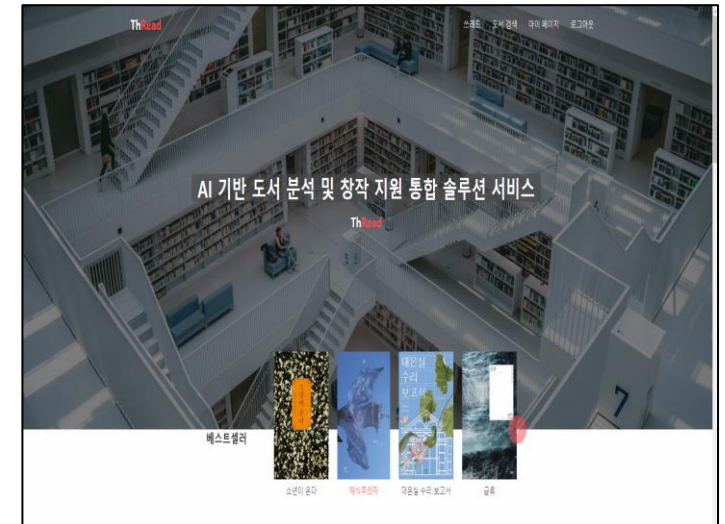 ThRead
쓰레드 도서 검색 마이 페이지 로그아웃
AI 기반 도서 분석 및 창작 지원 통합 솔루션 서비스
ThRead
대온실
수리
보고서
7
베스트셀러
소년이 온다
채식주의자
대온실 수리 보고서
급류